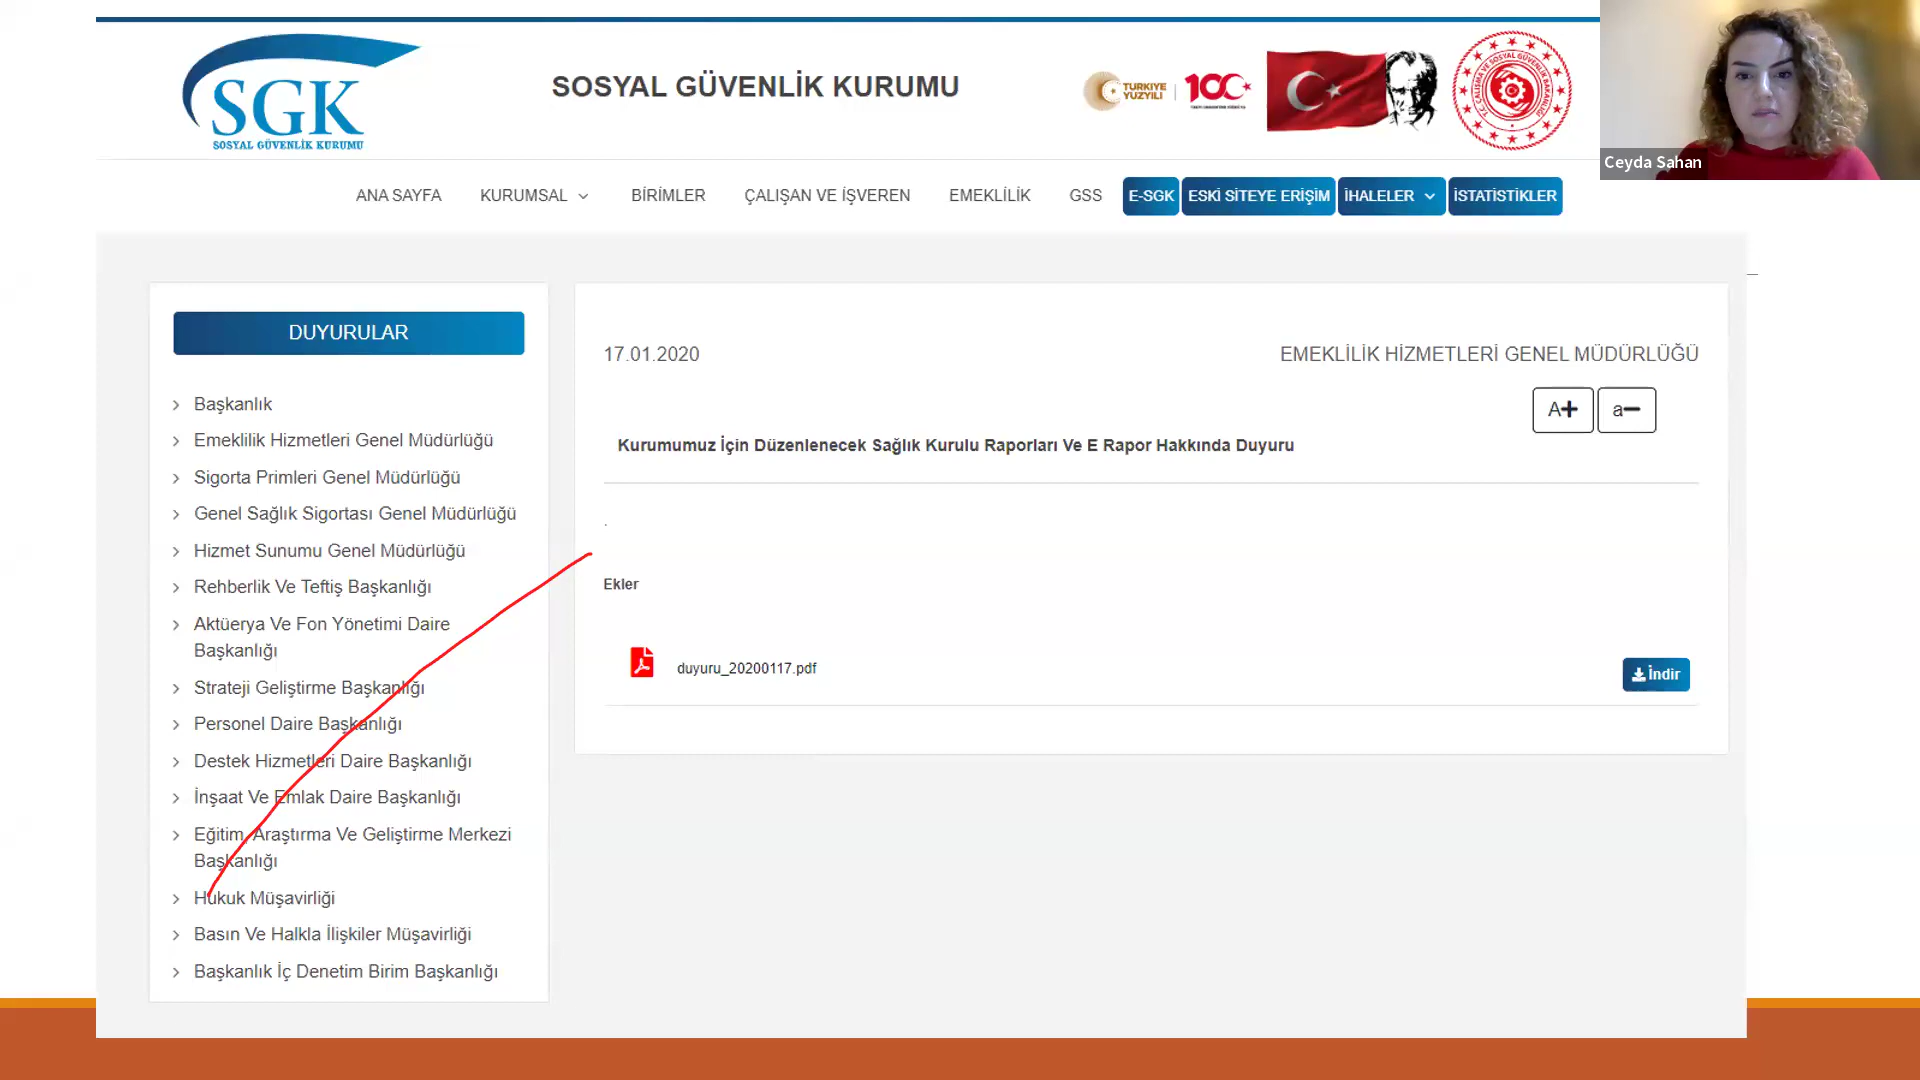 SGK
SOSYAL GÜVENLİK KURUMU
SOSYAL GÜVENLİK KURUMU
TÜRKİYE
YÜZYILI
100
T.C. ÇALIŞMA VE SOSYAL GÜVENLİK BAKANLIĞI
Ceyda Sahan
ANA SAYFA
KURUMSAL
BİRİMLER
ÇALIŞAN VE İŞVEREN
EMEKLİLİK
GSS
E-SGK
ESKİ SİTEYE ERİŞİM
İHALELER
İSTATİSTİKLER
DUYURULAR
Başkanlık
Emeklilik Hizmetleri Genel Müdürlüğü
Sigorta Primleri Genel Müdürlüğü
Genel Sağlık Sigortası Genel Müdürlüğü
Hizmet Sunumu Genel Müdürlüğü
Rehberlik Ve Teftiş Başkanlığı
Aktüerya Ve Fon Yönetimi Daire
Başkanlığı
Strateji Geliştirme Başkanlığı
Personel Daire Başkanlığı
Destek Hizmetleri Daire Başkanlığı
İnşaat Ve Emlak Daire Başkanlığı
Eğitim, Araştırma Ve Geliştirme Merkezi
Başkanlığı
Hukuk Müşavirliği
Basın Ve Halkla İlişkiler Müşavirliği
Başkanlık İç Denetim Birim Başkanlığı
17.01.2020
EMEKLİLİK HİZMETLERİ GENEL MÜDÜRLÜĞÜ
A+
a-
Kurumumuz İçin Düzenlenecek Sağlık Kurulu Raporları Ve E Rapor Hakkında Duyuru
.
Ekler
duyuru_20200117.pdf
İndir